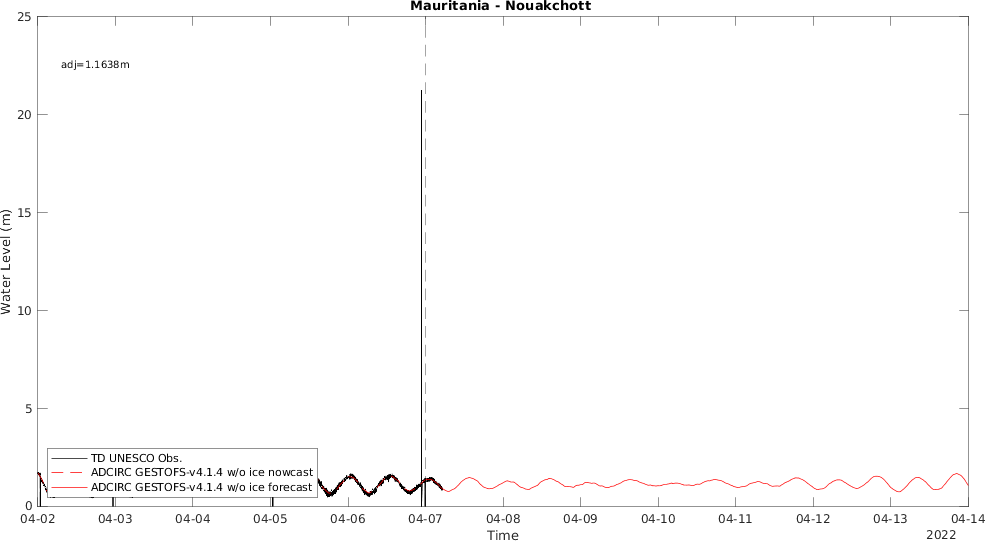 Mauritania - Nouakchott
25
adj=1.1638m
20
15
Water Level (m)
10
5
TD UNESCO Obs.
ADCIRC GESTOFS-v4.1.4 w/o ice nowcast
ADCIRC GESTOFS-v4.1.4 w/o ice forecast
0
04-02 04-03 04-04 04-05 04-06 04-07 04-08 04-09 04-10 04-11 04-12 04-13 04-14
Time
2022